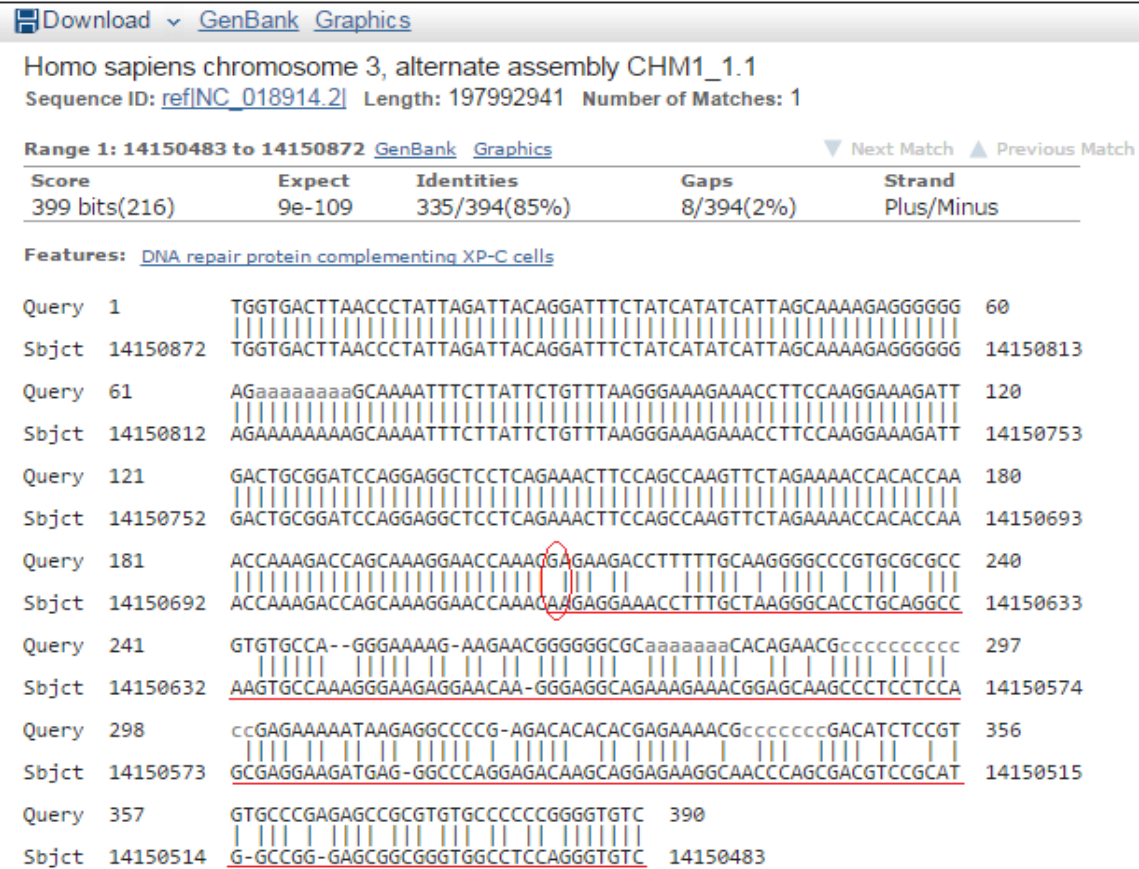 Download GenBank Graphics
Homo sapiens chromosome 3, alternate assembly CHM1_1.1
Sequence ID: ref|NC_018914.2| Length: 197992941 Number of Matches: 1
Range 1: 14150483 to 14150872 GenBank Graphics Next Match Previous Match
Score Expect Identities Gaps Strand
399 bits(216) 9e-109 335/394(85%) 8/394(2%) Plus/Minus
Features: DNA repair protein complementing XP-C cells
Query 1 TGGTGACTTAACCCTATTAGATTACAGGATTTCTATCATATCATTAGCAAAAGAGGGGGG 60
Sbjct 14150872 TGGTGACTTAACCCTATTAGATTACAGGATTTCTATCATATCATTAGCAAAAGAGGGGGG 14150813
Query 61 AGaaaaaaaaGCAAAATTTCTTATTCTGTTTAAGGGAAAGAAACCTTCCAAGGAAAGATT 120
Sbjct 14150812 AGAAAAAAAAGCAAAATTTCTTATTCTGTTTAAGGGAAAGAAACCTTCCAAGGAAAGATT 14150753
Query 121 GACTGCGGATCCAGGAGGCTCCTCAGAAACTTCCAGCCAAGTTCTAGAAAACCACACCAA 180
Sbjct 14150752 GACTGCGGATCCAGGAGGCTCCTCAGAAACTTCCAGCCAAGTTCTAGAAAACCACACCAA 14150693
Query 181 ACCAAAGACCAGCAAAGGAACCAAACGAGAAGACCTTTTTGCAAGGGGCCCGTGCGCGCC 240
Sbjct 14150692 ACCAAAGACCAGCAAAGGAACCAAACAAGAGGAAACCTTTGCTAAGGGCACCTGCAGGCC 14150633
Query 241 GTGTGCCA--GGGAAAAG-AAGAACGGGGGGCGCaaaaaaaCACAGAACGcccccccccc 297
Sbjct 14150632 AAGTGCCAAAGGGAAGAGGAACAA-GGGAGGCAGAAAGAAACGGAGCAAGCCCTCCTCCA 14150574
Query 298 ccGAGAAAAATAAGAGGCCCCG-AGACACACACGAGAAAACGcccccccGACATCTCCGT 356
Sbjct 14150573 GCGAGGAAGATGAG-GGCCCAGGAGACAAGCAGGAGAAGGCAACCCAGCGACGTCCGCAT 14150515
Query 357 GTGCCCGAGAGCCGCGTGTGCCCCCCGGGGTGTC 390
Sbjct 14150514 G-GCCGG-GAGCGGCGGGTGGCCTCCAGGGTGTC 14150483